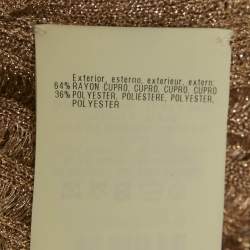 Exterior, esterno, exterieur, extern:
64% RAYON CUPRO, CUPRO, CUPRO, CUPRO
36% POLYESTER, POLIESTERE, POLYESTER,
POLYESTER